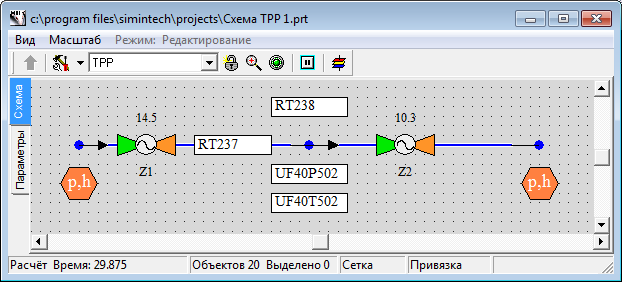 c:\program files\simintech\projects\Схема TPP 1.prt
Вид Масштаб Режим: Редактирование
TPP
Схема
Параметры
RT238
14.5
10.3
RT237
Z1
UF40P502
Z2
p,h
p,h
UF40T502
Расчёт Время: 29.875 Объектов 20 Выделено 0 Сетка Привязка